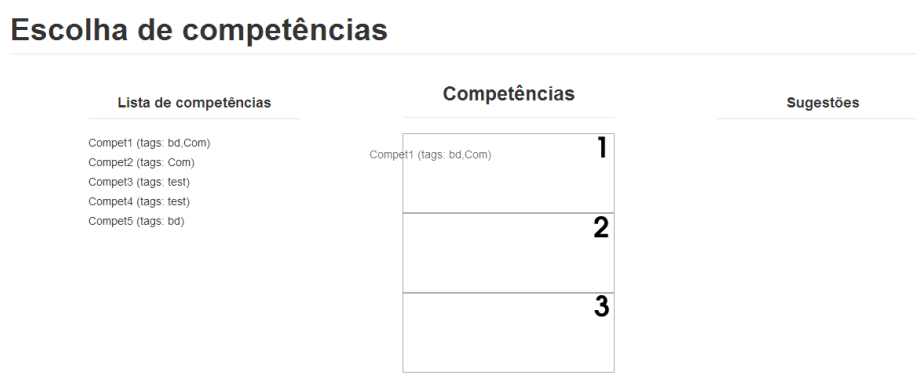 Escolha de competências
Lista de competências
Compet1 (tags: bd,Com)
Compet2 (tags: Com)
Compet3 (tags: test)
Compet4 (tags: test)
Compet5 (tags: bd)
Competências
Compet1 (tags: bd,Com)
1
2
3
Sugestões